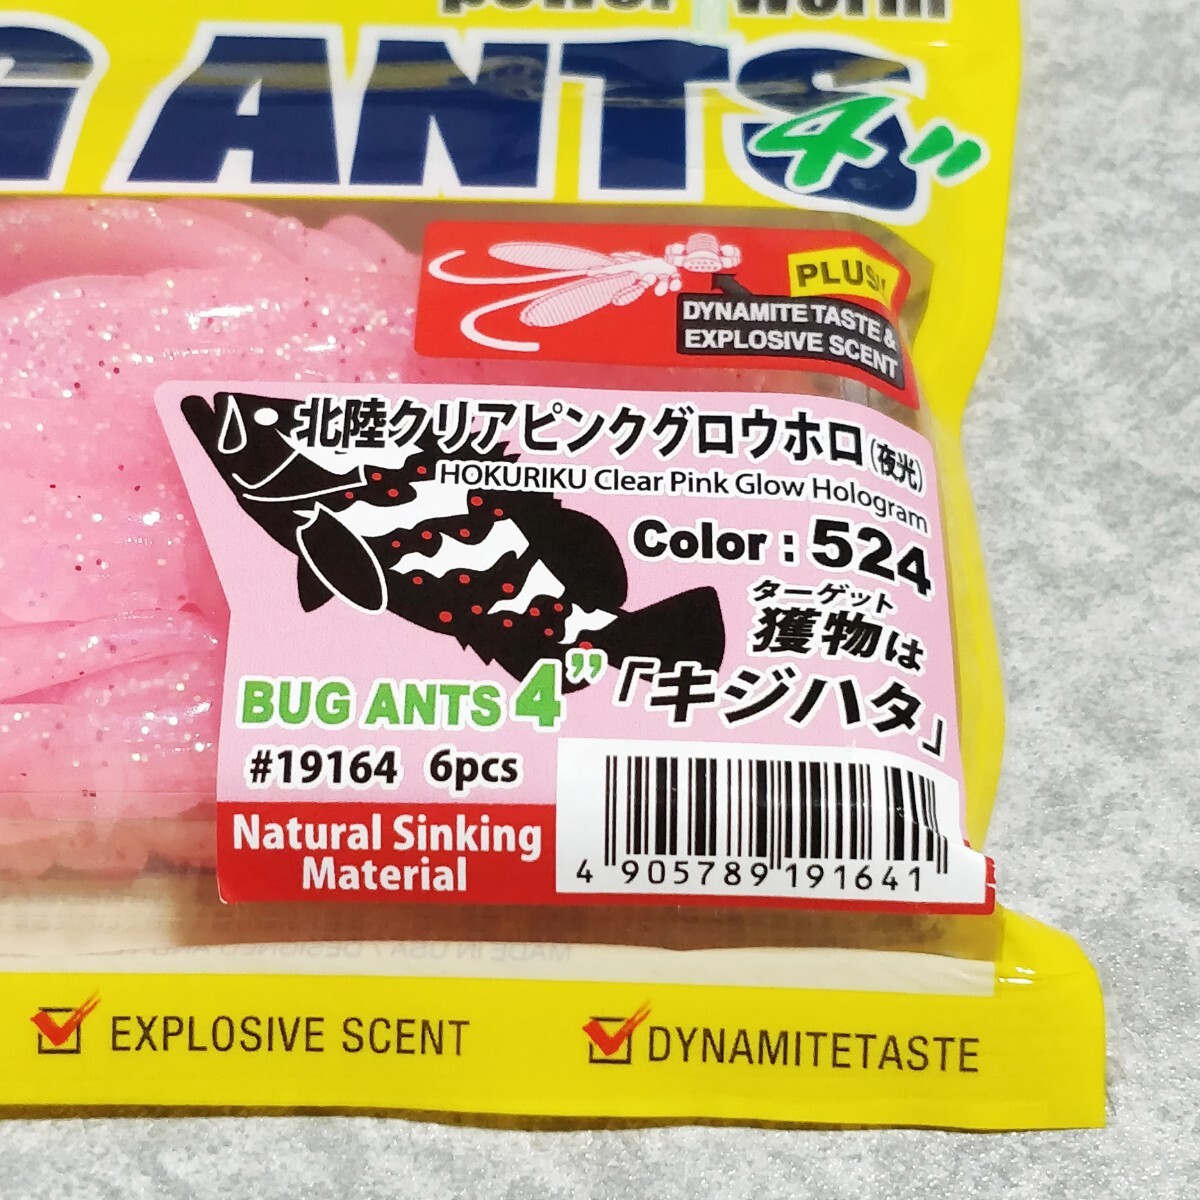 power worm
G ANTS
4"
PLUS!
DYNAMITE TASTE &
EXPLOSIVE SCENT
北陸クリアピンクグロウホロ(夜光)
HOKURIKU Clear Pink Glow Hologram
Color : 524
ターゲット
獲物は
「キジハタ」
BUG ANTS 4"
#19164 6pcs
Natural Sinking
Material
4 905789 191641
EXPLOSIVE SCENT
DYNAMITETASTE